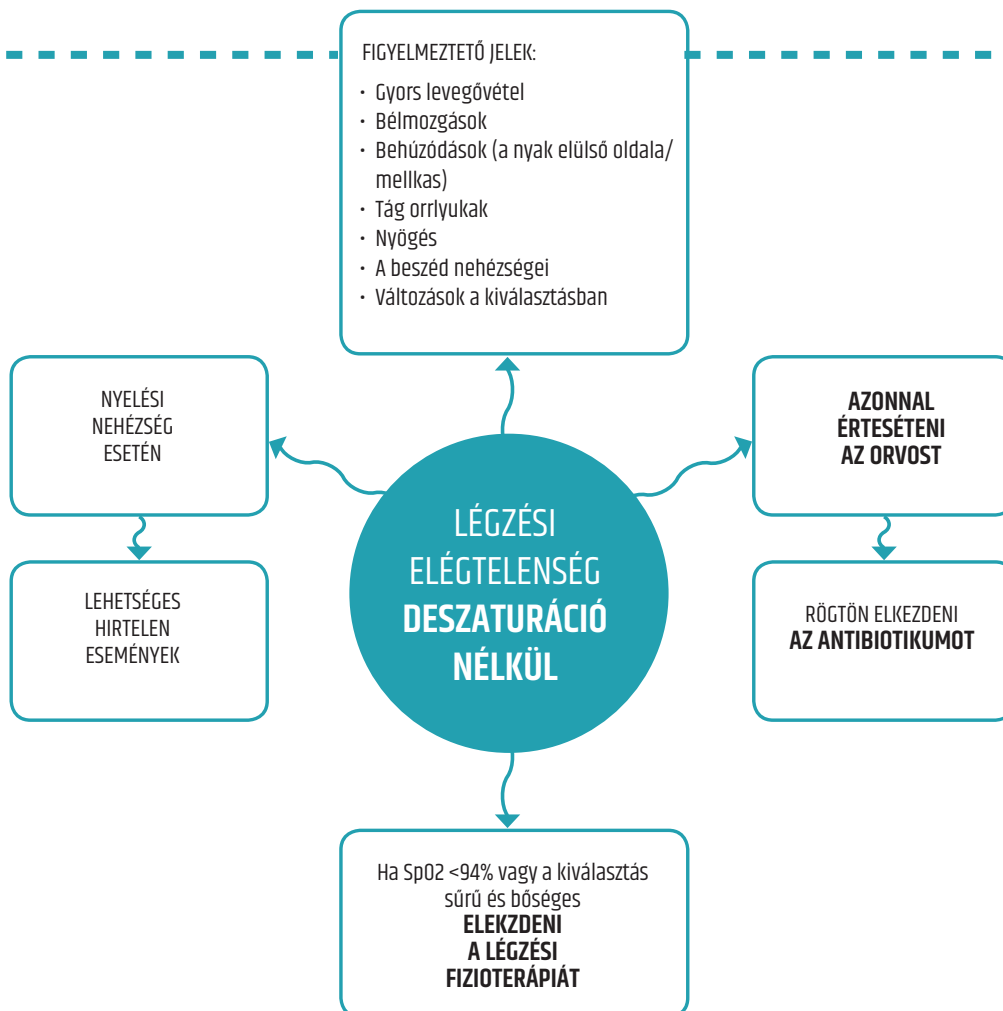 FIGYELMEZTETŐ JELEK:
• Gyors levegővétel
• Bélmozgások
• Behúzódások (a nyak elülső oldala/
mellkas)
• Tág orrlyukak
• Nyögés
• A beszéd nehézségei
• Változások a kiválasztásban
NYELÉSI
NEHÉZSÉG
ESETÉN
LEHETSÉGES
HIRTELEN
ESEMÉNYEK
LÉGZÉSI
ELÉGTELENSÉG
DESZATURÁCIÓ
NÉLKÜL
AZONNAL
ÉRTESÉTENI
AZ ORVOST
RÖGTÖN ELKEZDENI
AZ ANTIBIOTIKUMOT
Ha SpO2 <94% vagy a kiválasztás
sűrű és bőséges
ELEKZDENI
A LÉGZÉSI
FIZIOTERÁPIÁT